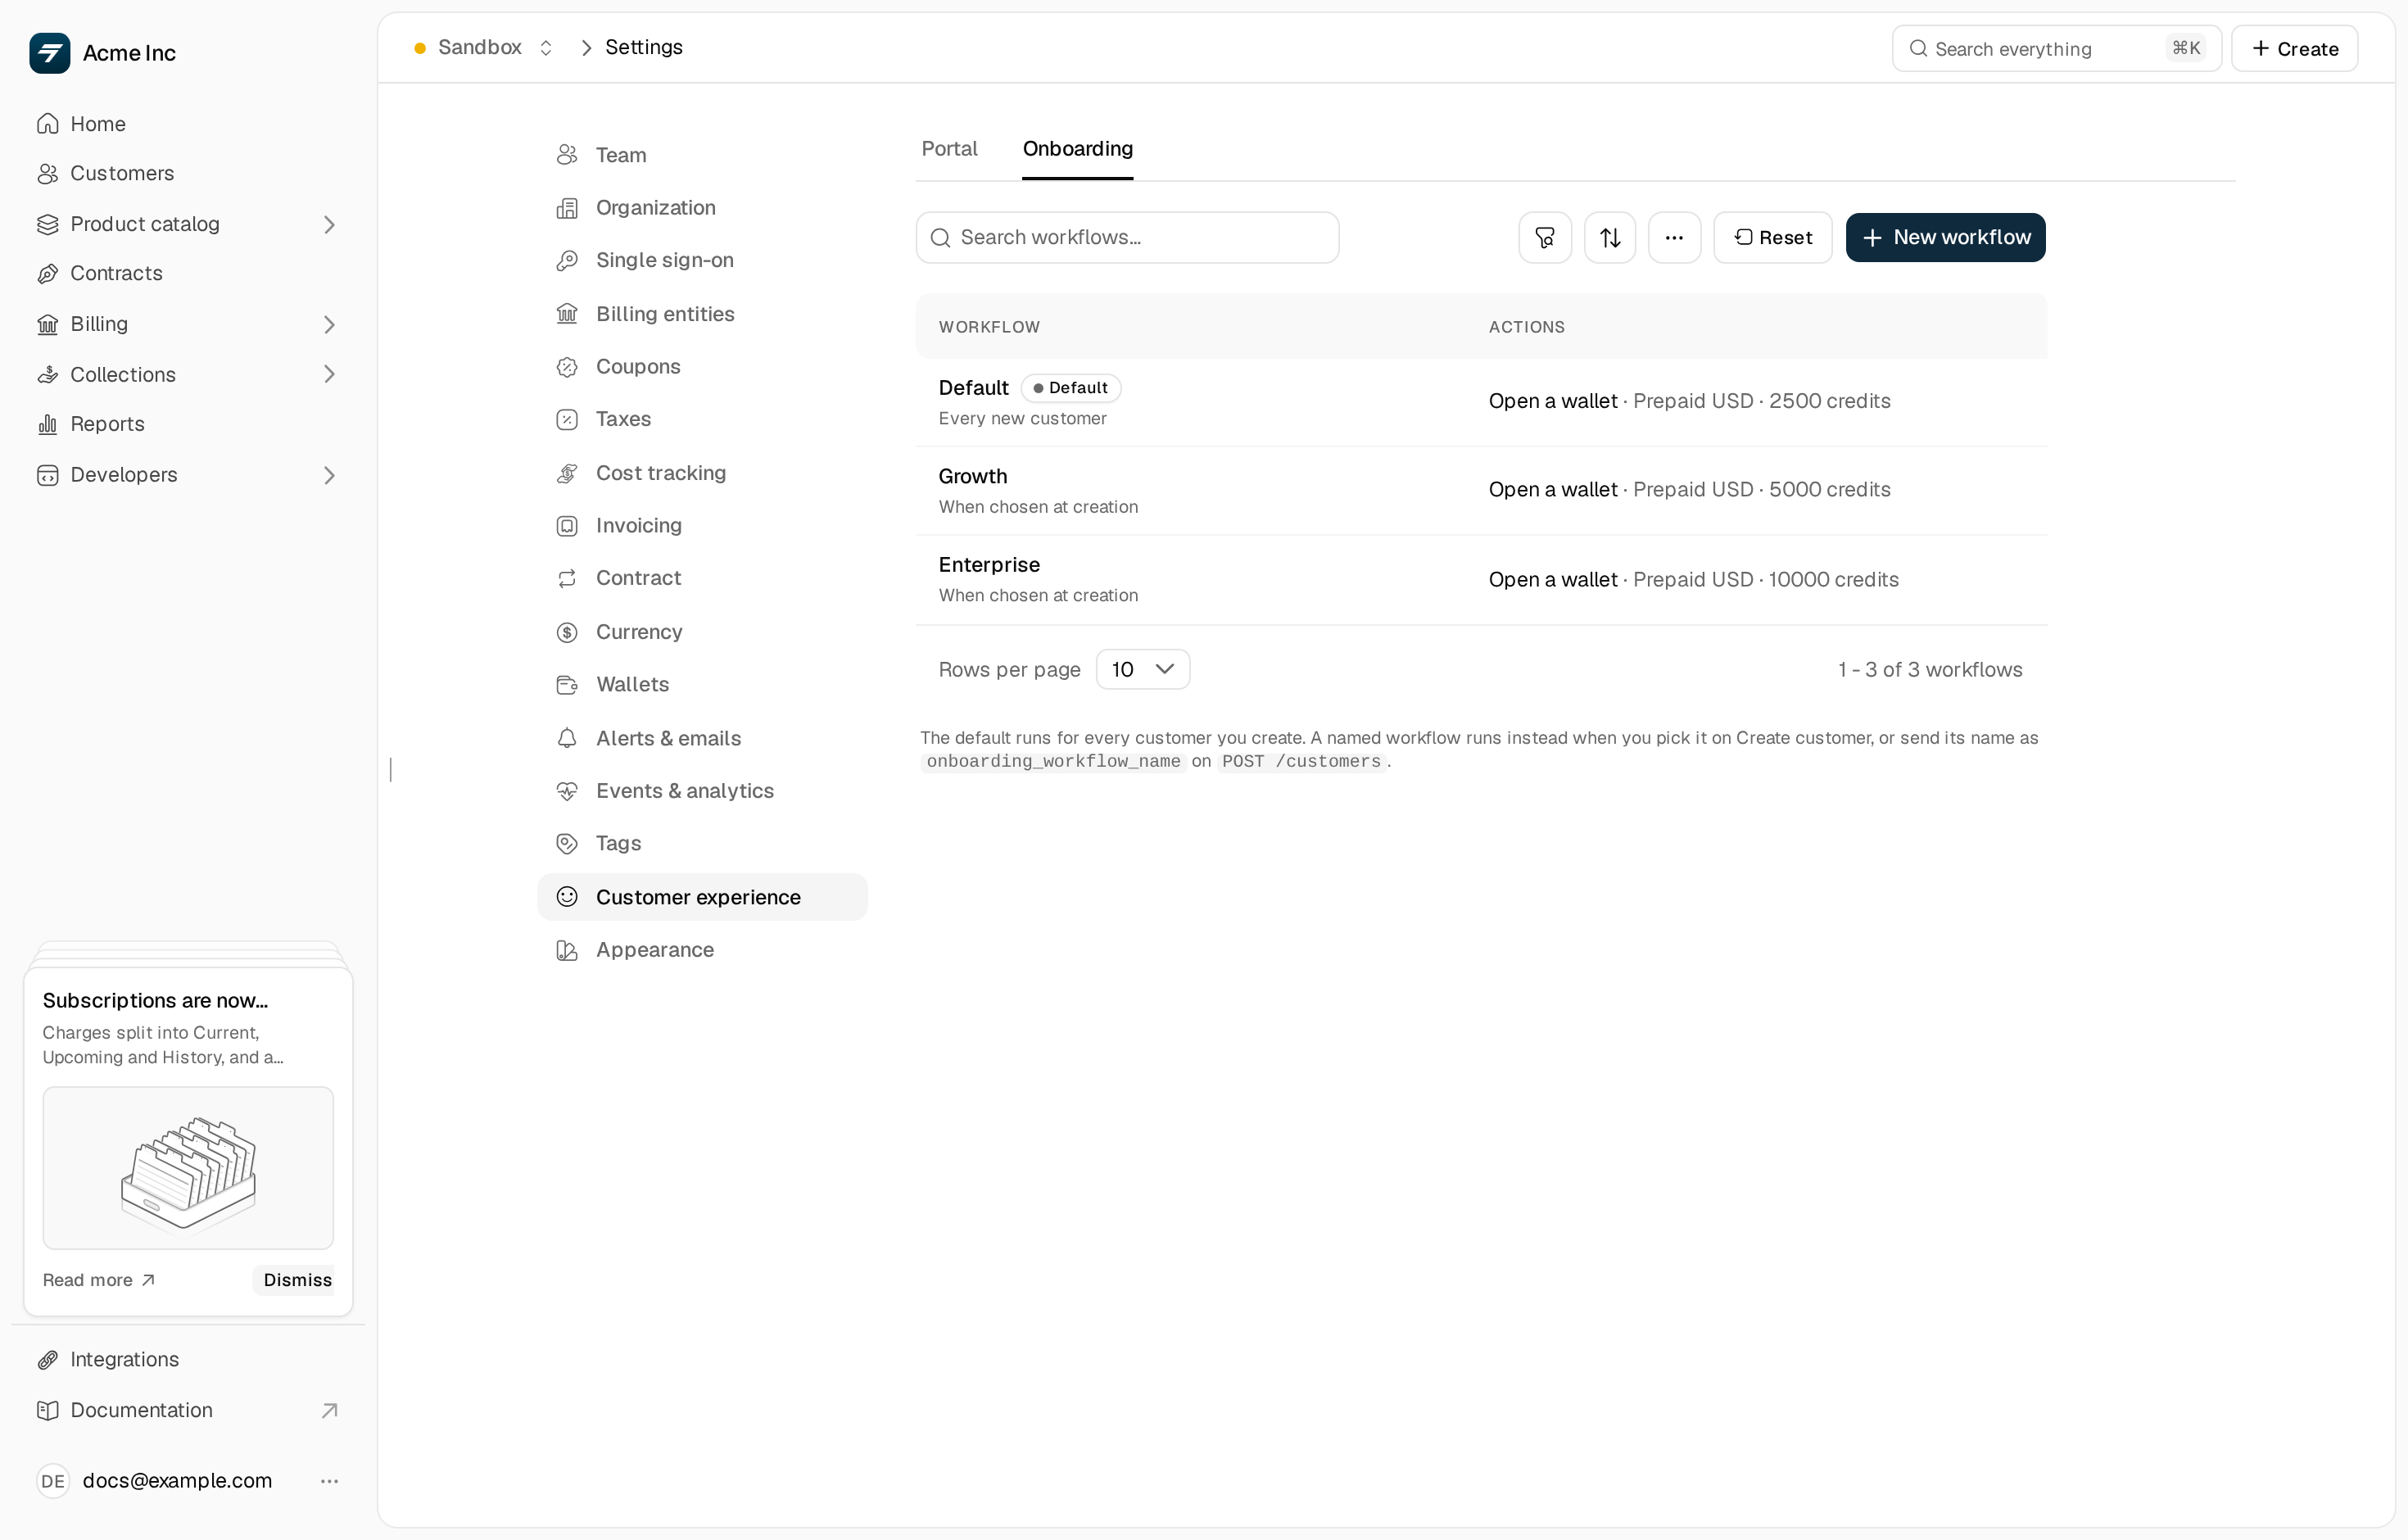 Acme Inc
Home
Customers
Product catalog
Contracts
Billing
Collections
Reports
Developers
Subscriptions are now...
Charges split into Current,
Upcoming and History, and a...
Read more
Dismiss
Integrations
Documentation
DE docs@example.com
Sandbox Settings
Search everything ⌘K
Create
Team
Organization
Single sign-on
Billing entities
Coupons
Taxes
Cost tracking
Invoicing
Contract
Currency
Wallets
Alerts & emails
Events & analytics
Tags
Customer experience
Appearance
Portal Onboarding
Search workflows...
Reset
New workflow
WORKFLOW ACTIONS
Default Default
Every new customer
Open a wallet · Prepaid USD · 2500 credits
Growth
When chosen at creation
Open a wallet · Prepaid USD · 5000 credits
Enterprise
When chosen at creation
Open a wallet · Prepaid USD · 10000 credits
Rows per page 10
1 - 3 of 3 workflows
The default runs for every customer you create. A named workflow runs instead when you pick it on Create customer, or send its name as
onboarding_workflow_name on POST /customers.